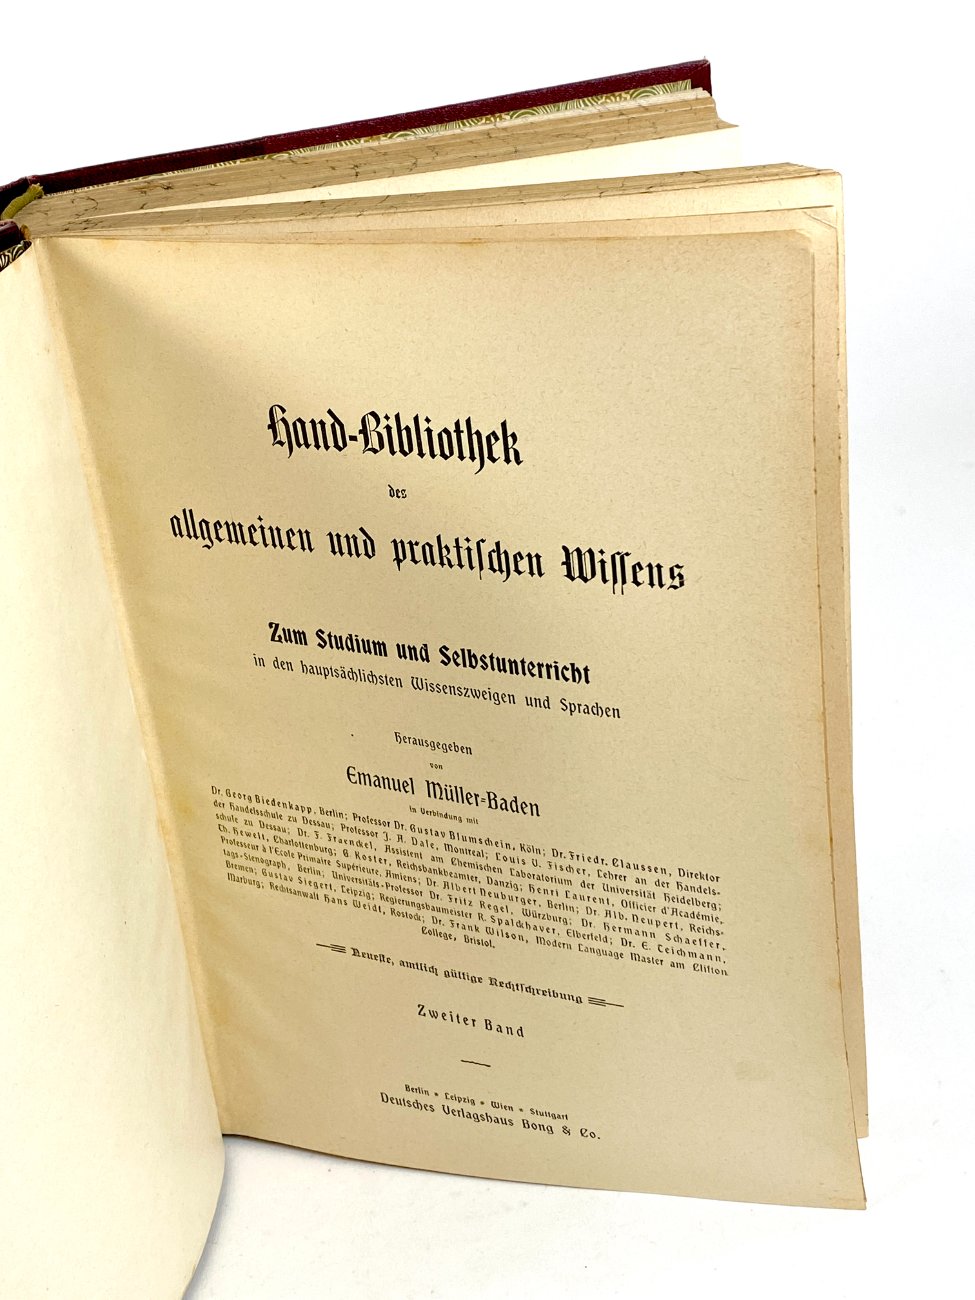 Hand-Bibliothek
des
allgemeinen und praktiſchen Wiſſens
Zum Studium und Selbstunterricht
in den hauptsächlichsten Wissenszweigen und Sprachen
Herausgegeben
von
Emanuel Müller-Baden
in Verbindung mit
Dr. Georg Biedenkapp, Berlin; Professor Dr. Gustav Blumschein, Köln; Dr. Friedr. Claussen, Direktor
der Handelsschule zu Dessau; Professor J. A. Dale, Montreal; Louis V. Fischer, Lehrer an der Handels-
schule zu Dessau; Dr. F. Fraenckel, Assistent am Chemischen Laboratorium der Universität Heidelberg;
Th. Hewelt, Charlottenburg; G. Koster, Reichsbankbeamter, Danzig; Henri Laurent, Officier d'Académie,
Professeur à l'Ecole Primaire Supérieure, Amiens; Dr. Albert Neuburger, Berlin; Dr. Alb. Neupert, Reichs-
tags-Stenograph, Berlin; Universitäts-Professor Dr. Fritz Regel, Würzburg; Dr. Hermann Schaeffer,
Bremen; Gustav Siegert, Leipzig; Regierungsbaumeister R. Spalckhaver, Elberfeld; Dr. E. Teichmann,
Marburg; Rechtsanwalt Hans Weidt, Rostock; Dr. Frank Wilson, Modern Language Master am Clifton
College, Bristol.
Neueſte, amtlich gültige Rechtſchreibung
Zweiter Band
Berlin * Leipzig * Wien * Stuttgart
Deutsches Verlagshaus Bong & Co.